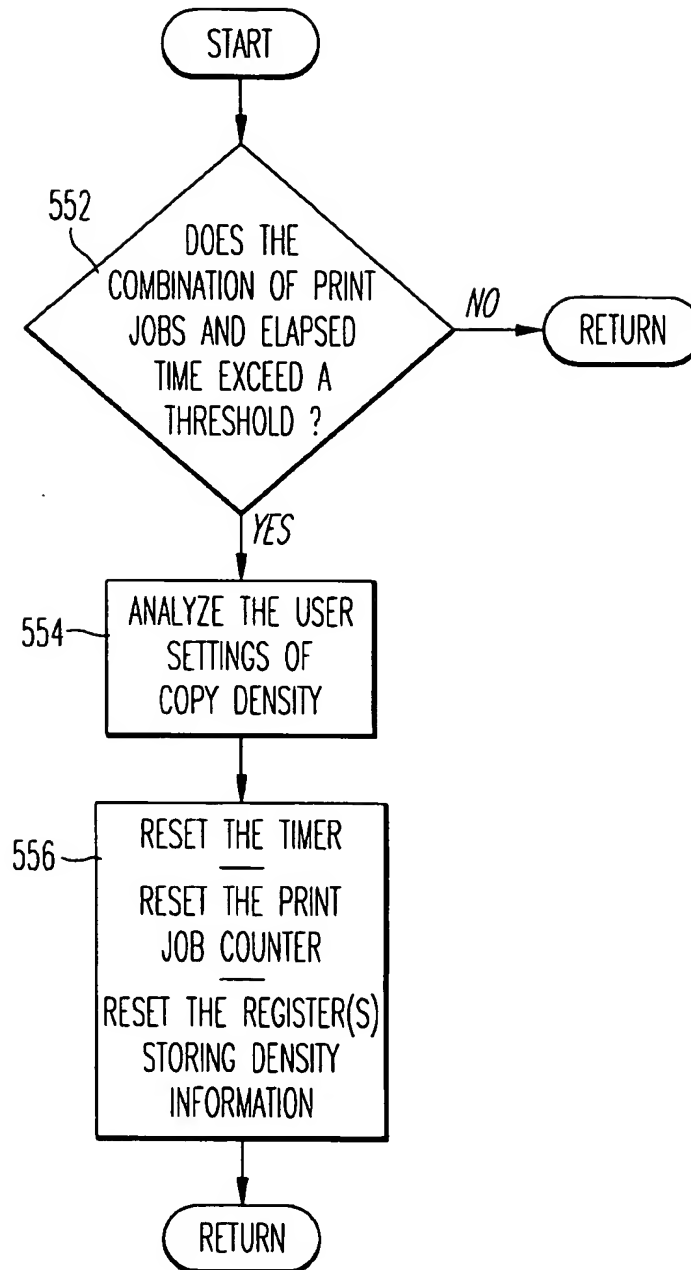 START
552
DOES THE
COMBINATION OF PRINT
JOBS AND ELAPSED
TIME EXCEED A
THRESHOLD ?
NO
RETURN
YES
554
ANALYZE THE USER
SETTINGS OF
COPY DENSITY
556
RESET THE TIMER
RESET THE PRINT
JOB COUNTER
RESET THE REGISTER(S)
STORING DENSITY
INFORMATION
RETURN